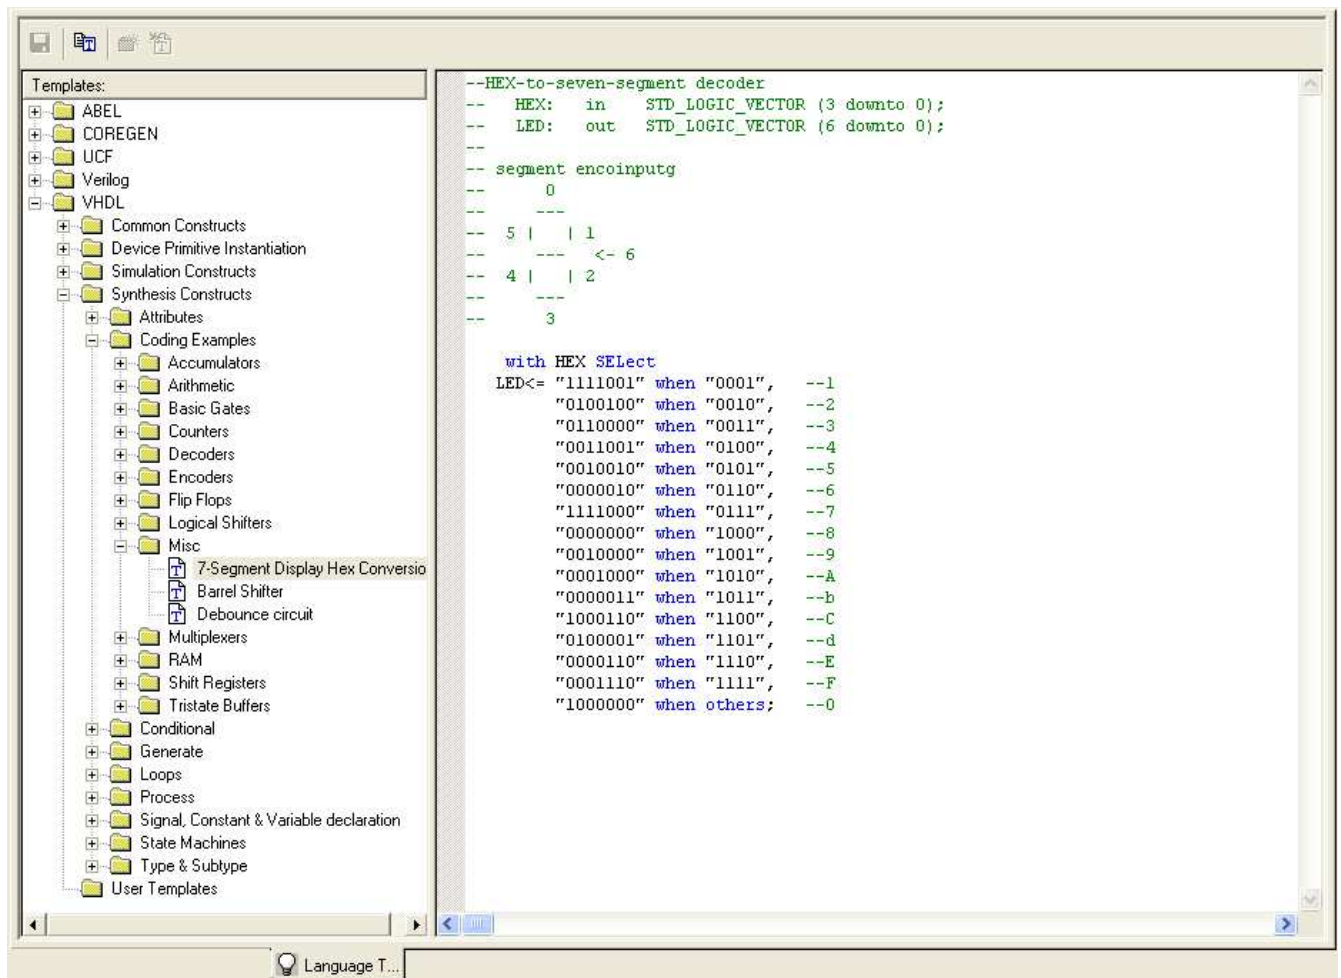 Templates:
ABEL
COREGEN
UCF
Verilog
VHDL
Common Constructs
Device Primitive Instantiation
Simulation Constructs
Synthesis Constructs
Attributes
Coding Examples
Accumulators
Arithmetic
Basic Gates
Counters
Decoders
Encoders
Flip Flops
Logical Shifters
Misc
7-Segment Display Hex Conversio
Barrel Shifter
Debounce circuit
Multiplexers
RAM
Shift Registers
Tristate Buffers
Conditional
Generate
Loops
Process
Signal, Constant & Variable declaration
State Machines
Type & Subtype
User Templates
--HEX-to-seven-segment decoder
--   HEX:   in    STD_LOGIC_VECTOR (3 downto 0);
--   LED:   out   STD_LOGIC_VECTOR (6 downto 0);
--
-- segment encoinputg
--      0
--     ---
--  5 |   | 1
--     ---   <- 6
--  4 |   | 2
--     ---
--      3
with HEX SELect
LED<= "1111001" when "0001",   --1
"0100100" when "0010",   --2
"0110000" when "0011",   --3
"0011001" when "0100",   --4
"0010010" when "0101",   --5
"0000010" when "0110",   --6
"1111000" when "0111",   --7
"0000000" when "1000",   --8
"0010000" when "1001",   --9
"0001000" when "1010",   --A
"0000011" when "1011",   --b
"1000110" when "1100",   --C
"0100001" when "1101",   --d
"0000110" when "1110",   --E
"0001110" when "1111",   --F
"1000000" when others;   --0
Language T...